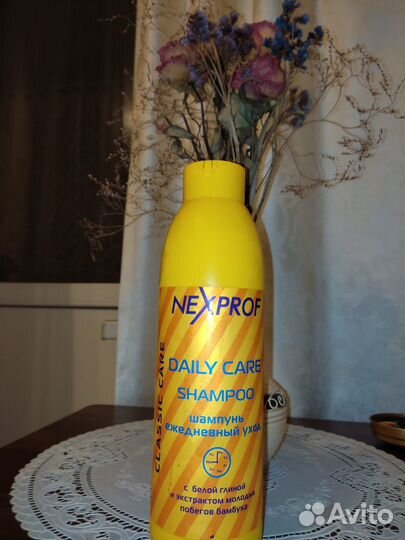 NEXPROF
CLASSIC CARE
DAILY CARE
SHAMPOO
шампунь
ежедневный уход
с белой глиной
и экстрактом молодых
побегов бамбука
Avito